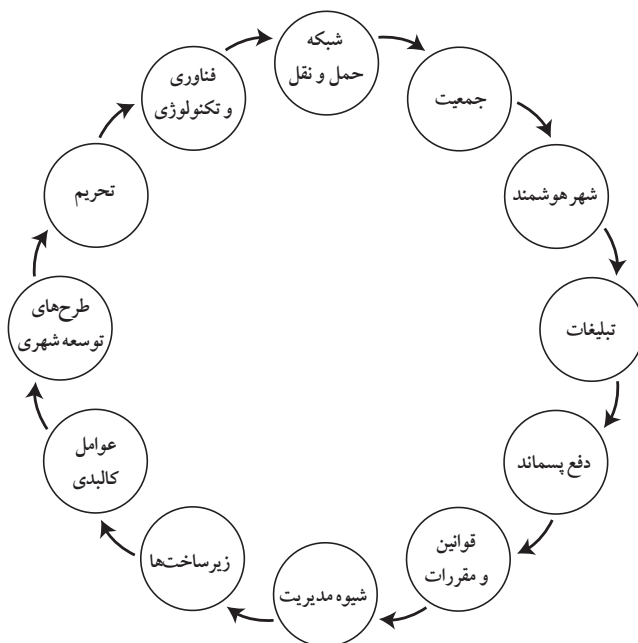 شبکه
حمل و نقل
جمعیت
شهر هوشمند
تبلیغات
دفع پسماند
قوانین
و مقررات
شیوه مدیریت
زیرساخت‌ها
عوامل
کالبدی
طرح‌های
توسعه شهری
تحریم
فناوری
و تکنولوژی